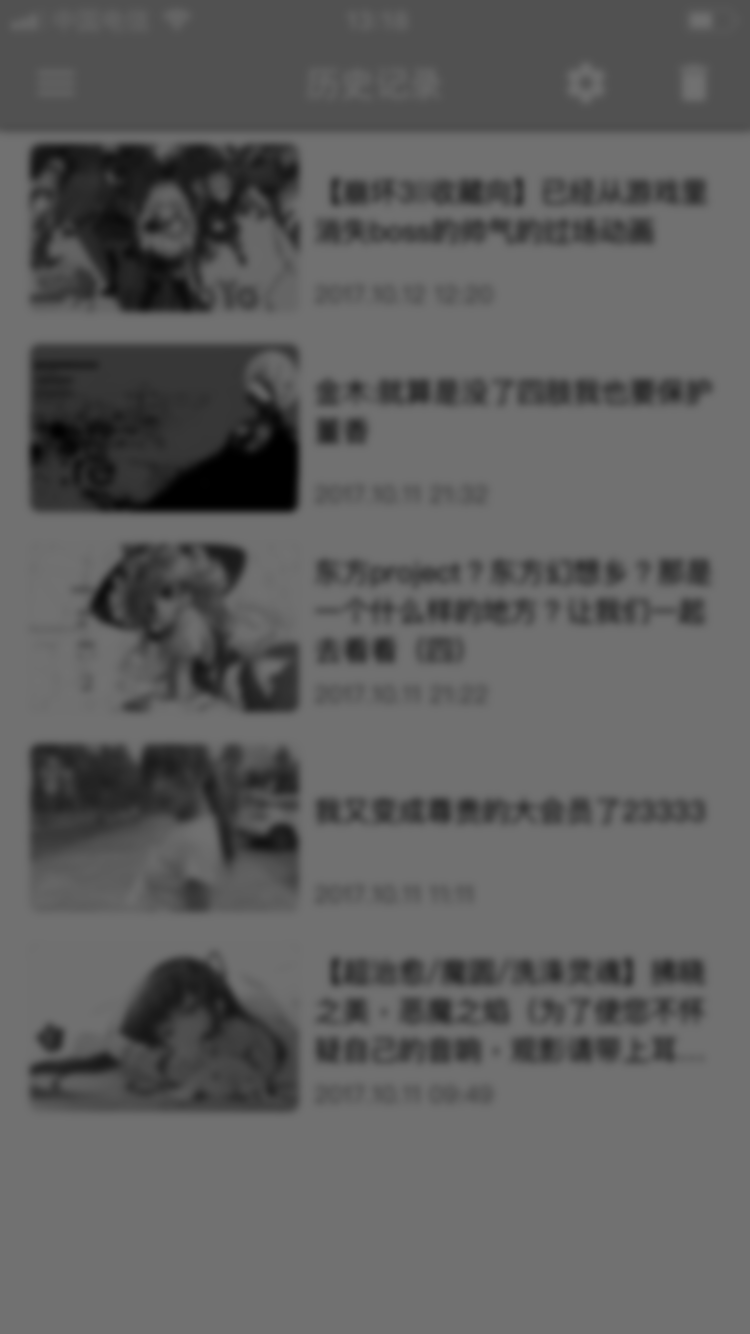 中国电信 13:18
历史记录
【崩坏3|收藏向】已经从游戏里
消失boss的帅气的过场动画
2017.10.12 12:20
金木:就算是没了四肢我也要保护
董香
2017.10.11 21:32
东方project？东方幻想乡？那是
一个什么样的地方？让我们一起
去看看（四）
2017.10.11 21:22
我又变成尊贵的大会员了23333
2017.10.11 11:11
【超治愈/魔圆/洗涤灵魂】拂晓
之美·恶魔之焰（为了使您不怀
疑自己的音响·观影请带上耳...
2017.10.11 09:49